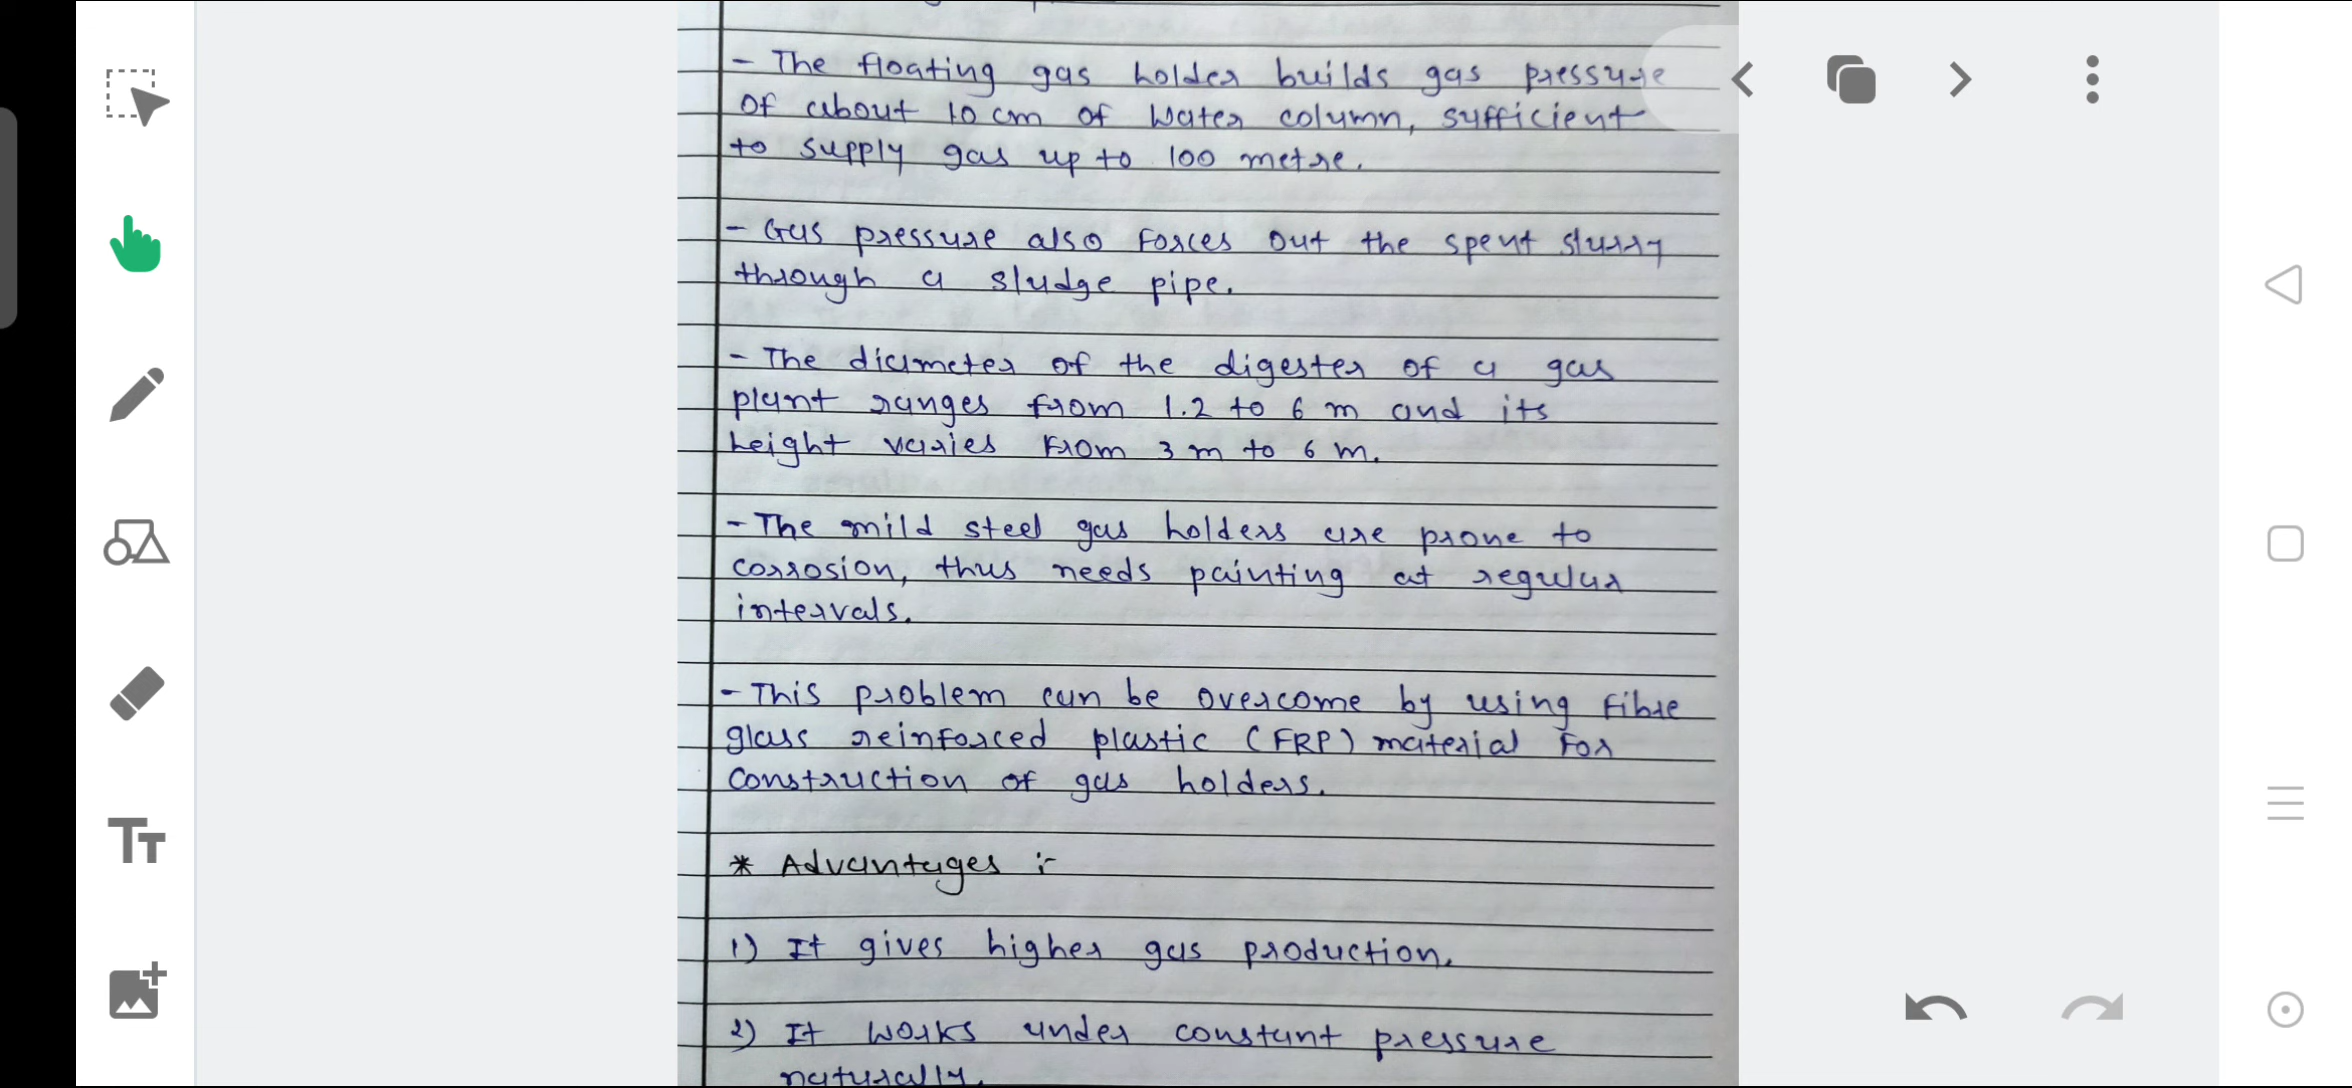 - The floating gas holder builds gas pressure
of about 10 cm of water column, sufficient
to supply gas up to 100 metre.
- Gas pressure also forces out the spent slurry
through a sludge pipe.
- The diameter of the digester of a gas
plant ranges from 1.2 to 6 m and its
height varies from 3 m to 6 m.
- The mild steel gas holders are prone to
corrosion, thus needs painting at regular
intervals.
- This problem can be overcome by using Fibre
glass reinforced plastic (FRP) material for
construction of gas holders.
* Advantages :-
1) It gives higher gas production.
2) It works under constant pressure
naturally.
TT